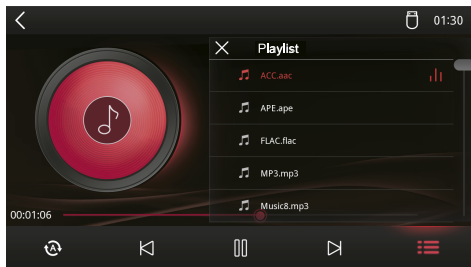 01:30
Playlist
ACC.aac
APE.ape
FLAC.flac
MP3.mp3
Music8.mp3
00:01:06
A